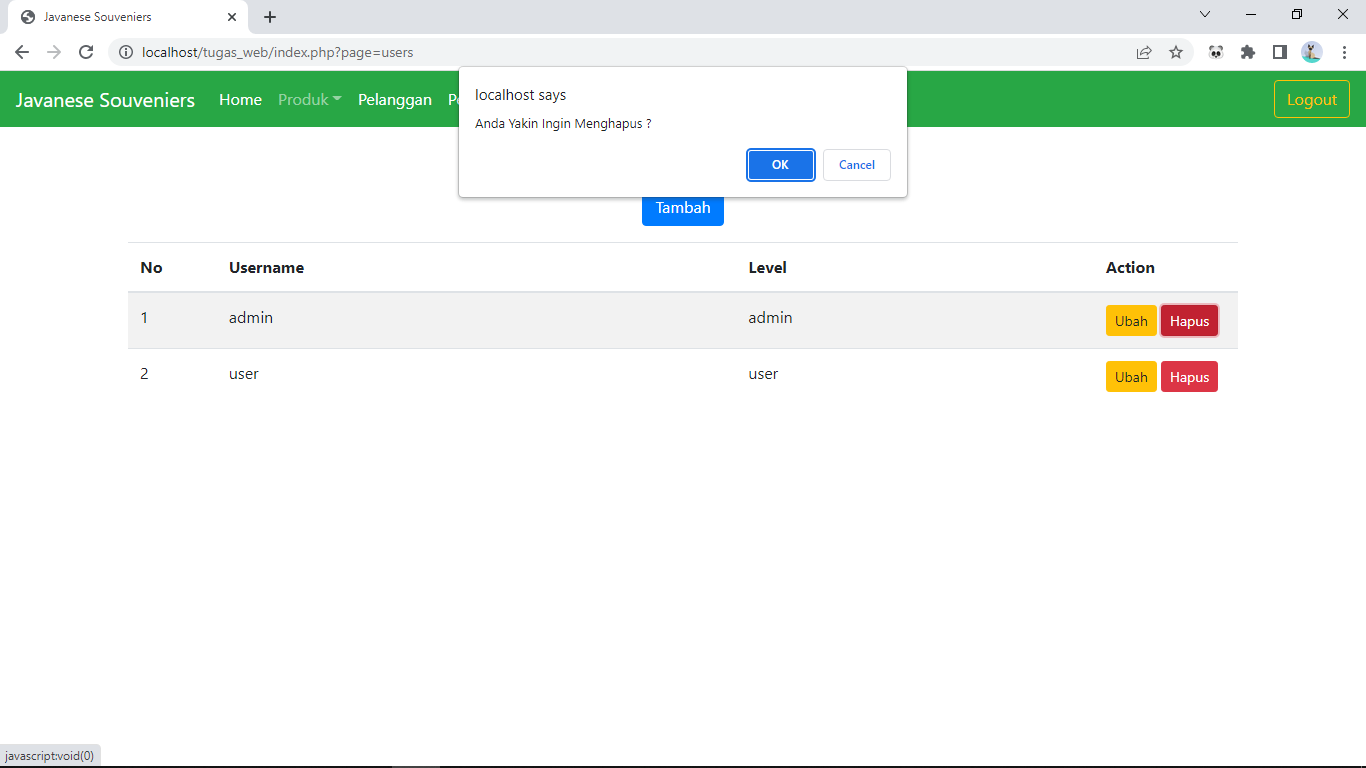 Javanese Souveniers
localhost/tugas_web/index.php?page=users
Javanese Souveniers Home Produk Pelanggan Logout
localhost says
Anda Yakin Ingin Menghapus ?
OK Cancel
Tambah
No Username Level Action
1 admin admin Ubah Hapus
2 user user Ubah Hapus
javascript:void(0)